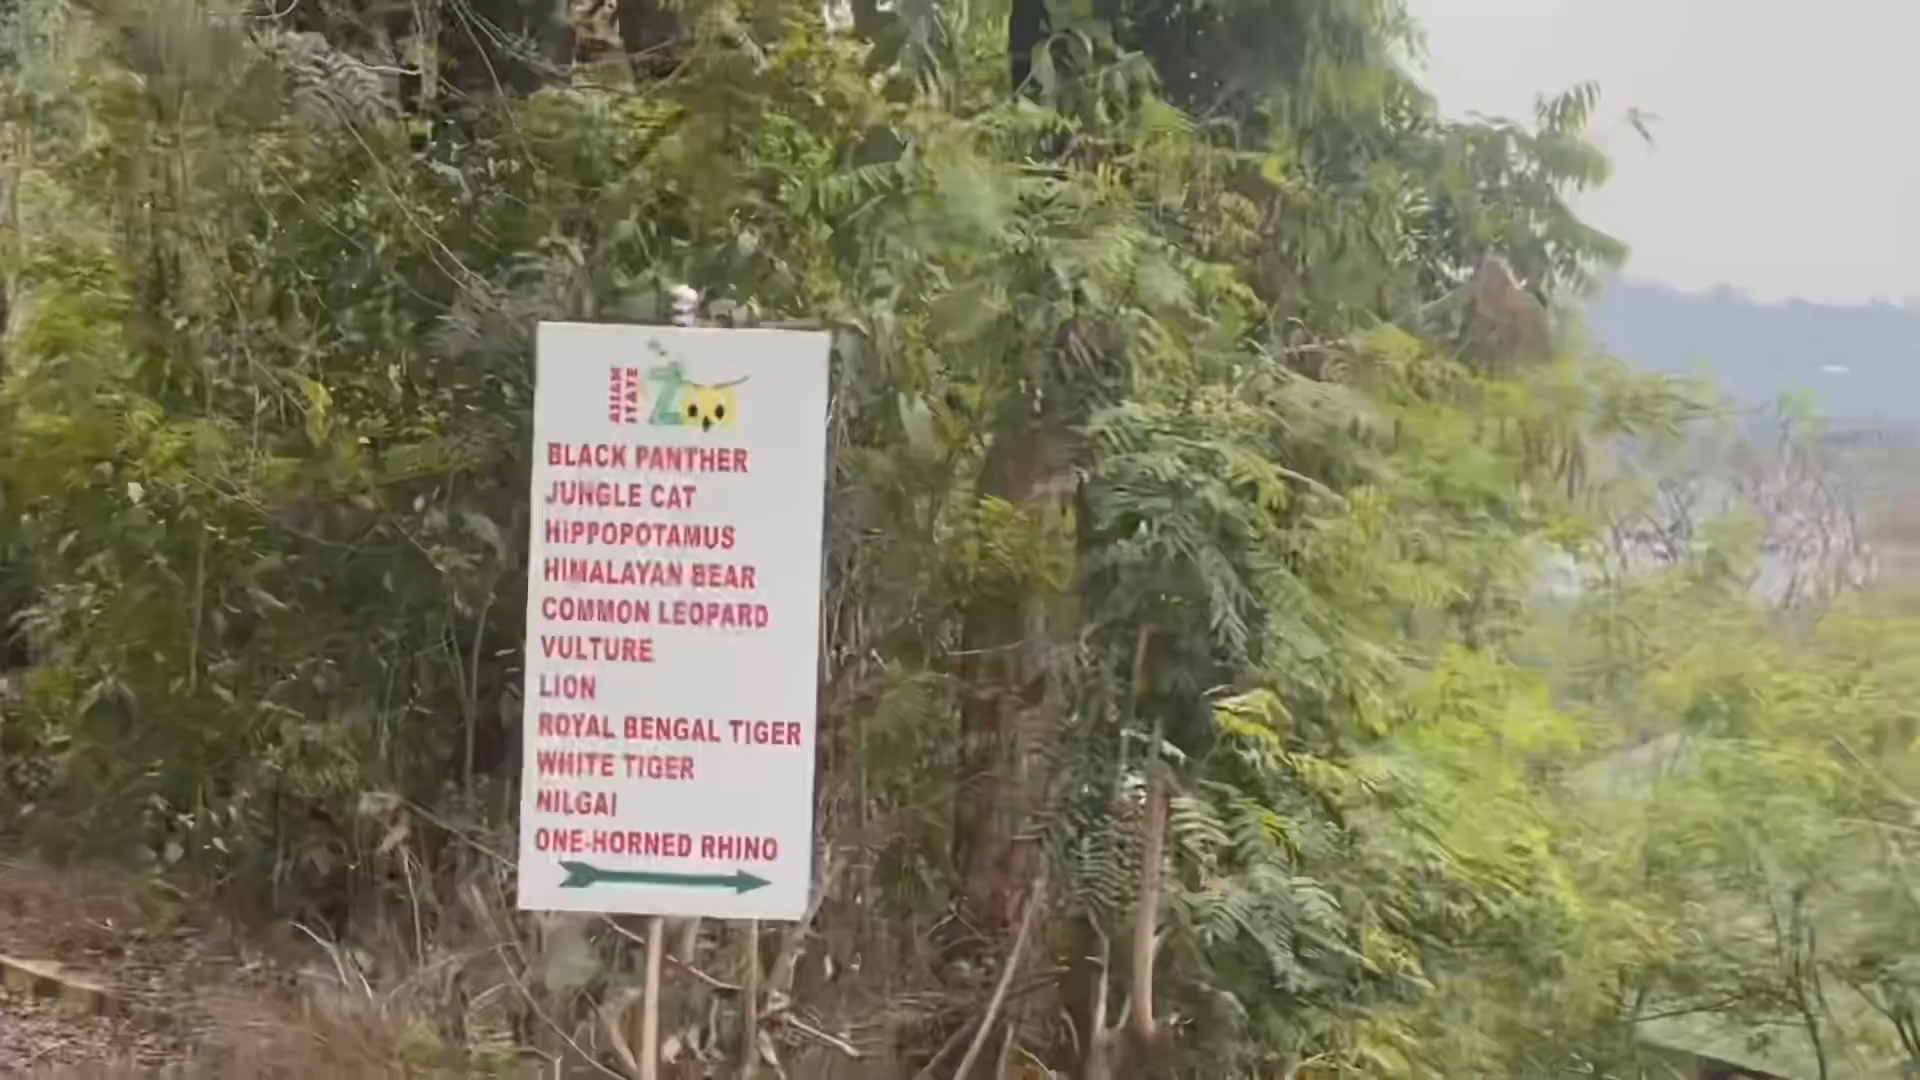 STATE
ZOO
BLACK PANTHER
JUNGLE CAT
HIPPOPOTAMUS
HIMALAYAN BEAR
COMMON LEOPARD
VULTURE
LION
ROYAL BENGAL TIGER
WHITE TIGER
NILGAI
ONE-HORNED RHINO